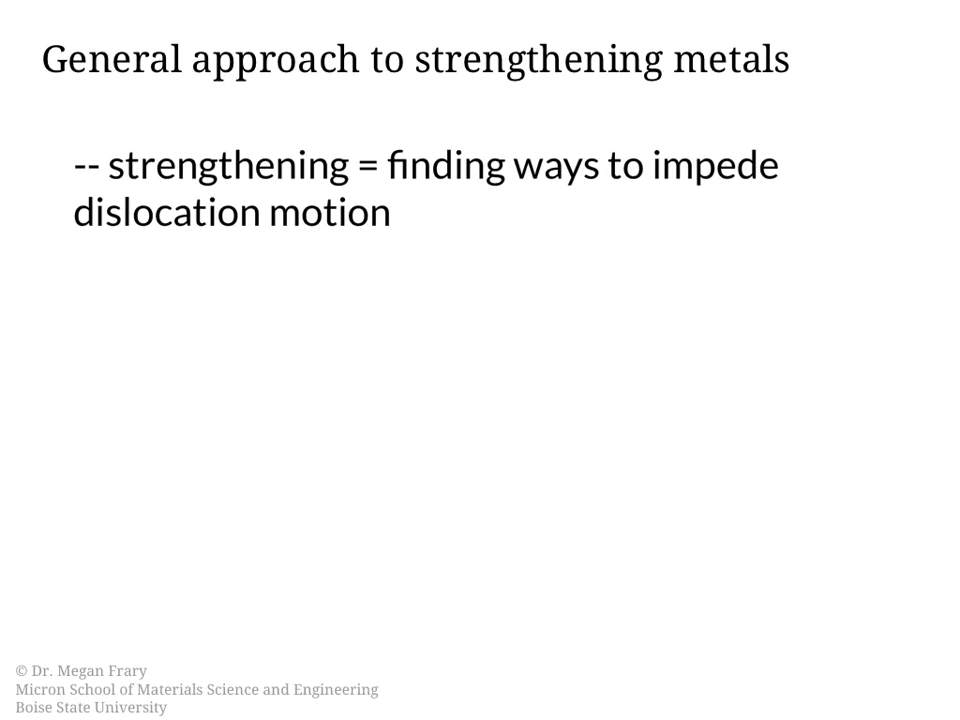 General approach to strengthening metals
-- strengthening = finding ways to impede
dislocation motion
© Dr. Megan Frary
Micron School of Materials Science and Engineering
Boise State University